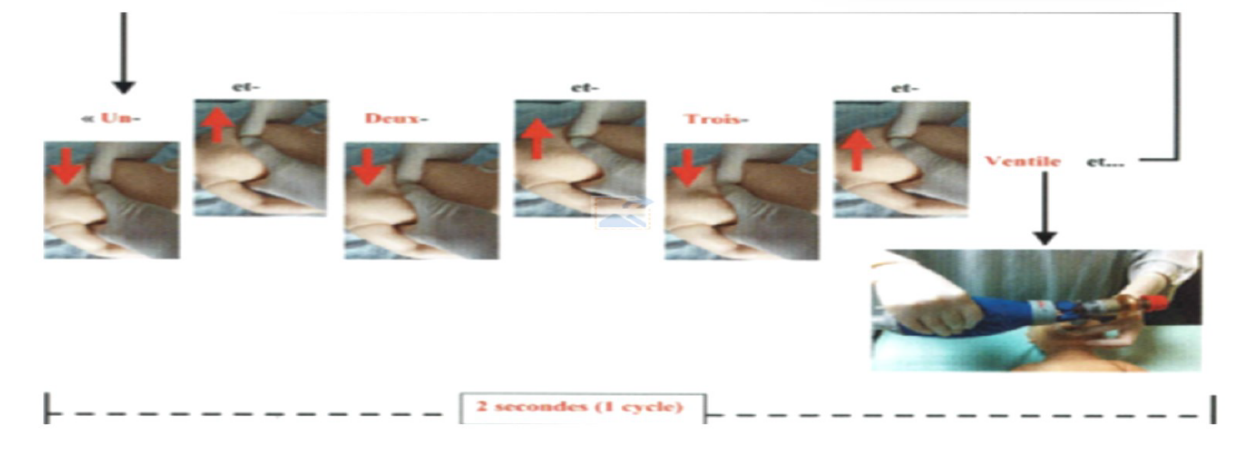 « Un-
et-
Deux-
et-
Trois-
et-
Ventile et...
2 secondes (1 cycle)